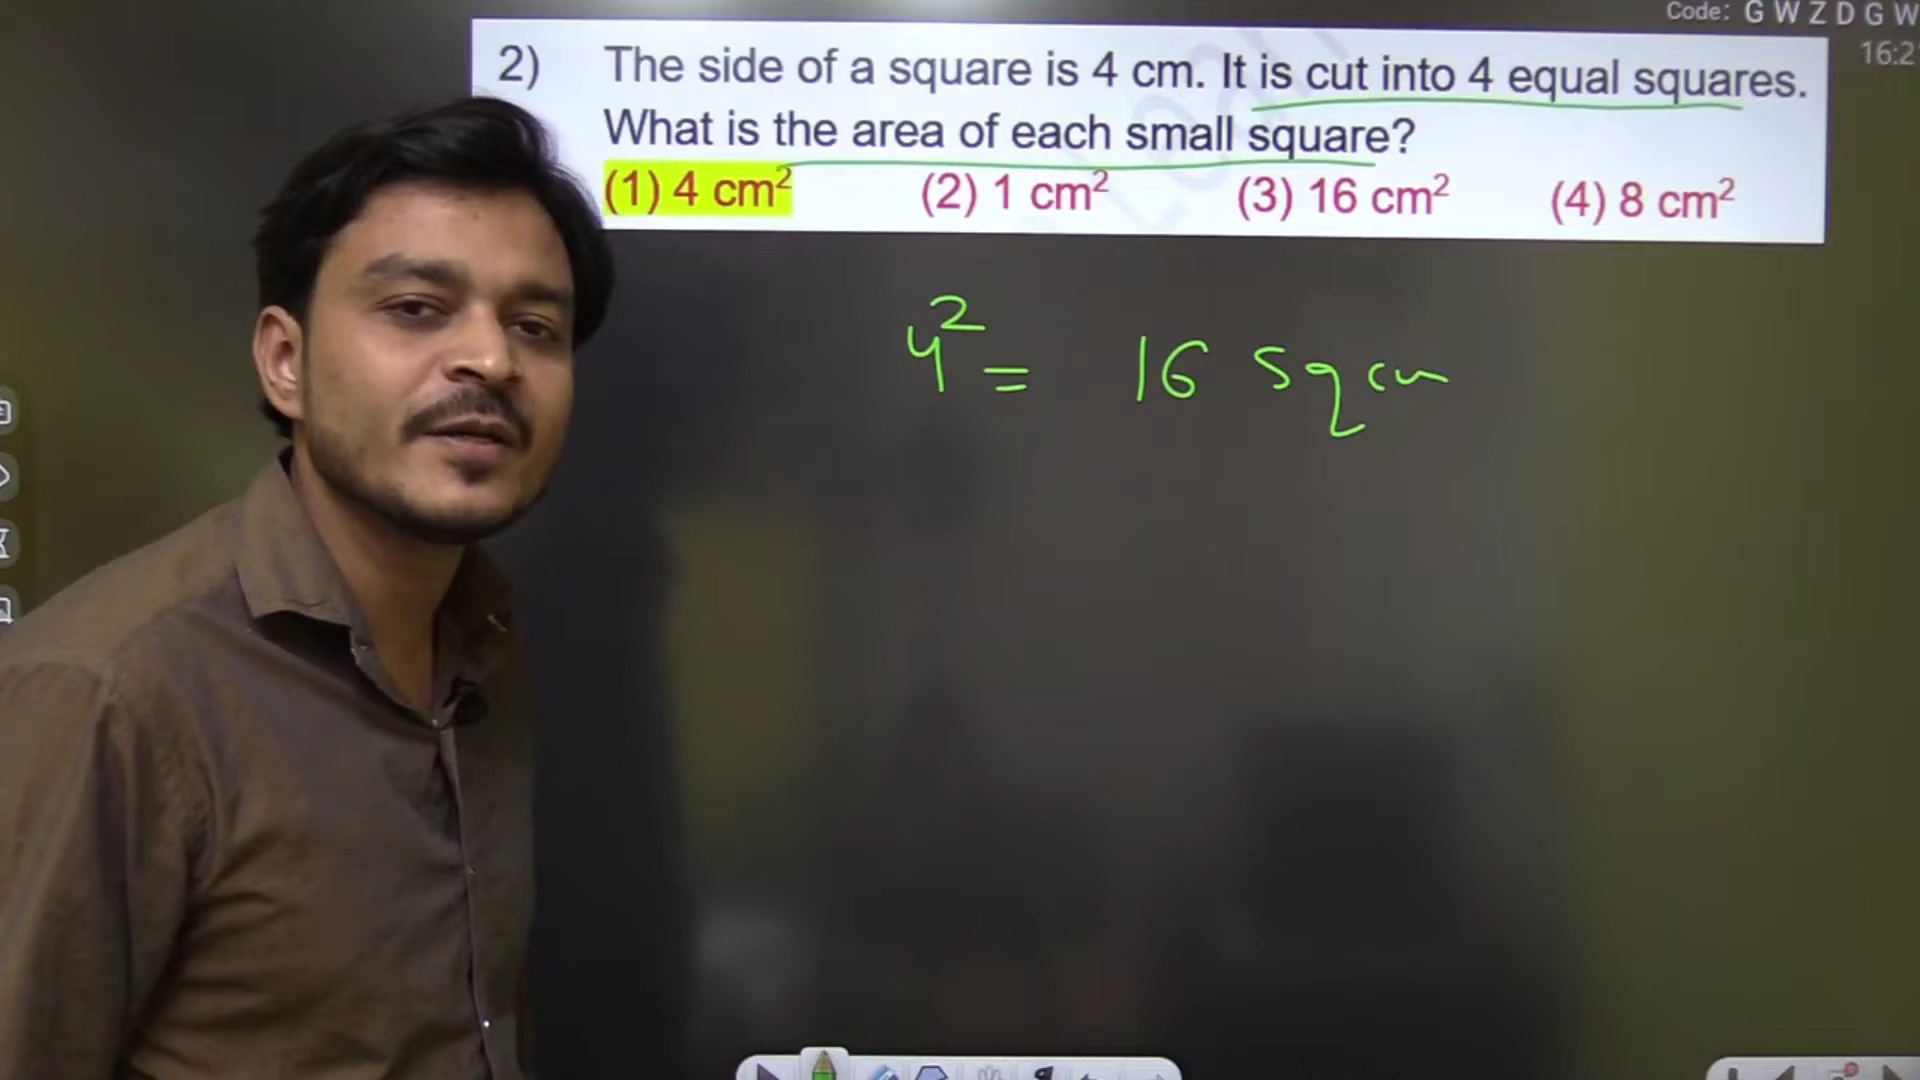 Code: G W Z D G W
16:2
2) The side of a square is 4 cm. It is cut into 4 equal squares.
What is the area of each small square?
(1) 4 cm² (2) 1 cm² (3) 16 cm² (4) 8 cm²
4² = 16 sq cm